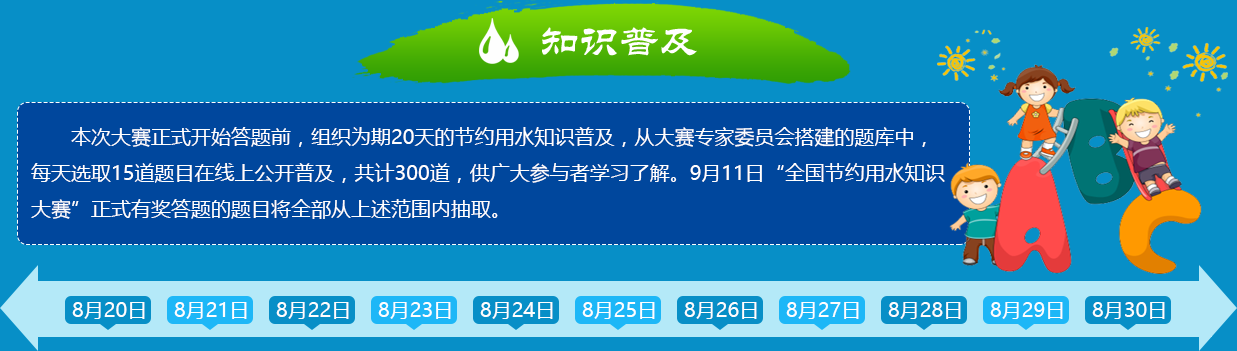 知识普及
本次大赛正式开始答题前，组织为期20天的节约用水知识普及，从大赛专家委员会搭建的题库中，
每天选取15道题目在线上公开普及，共计300道，供广大参与者学习了解。9月11日“全国节约用水知识
大赛”正式有奖答题的题目将全部从上述范围内抽取。
A B C
8月20日 8月21日 8月22日 8月23日 8月24日 8月25日 8月26日 8月27日 8月28日 8月29日 8月30日